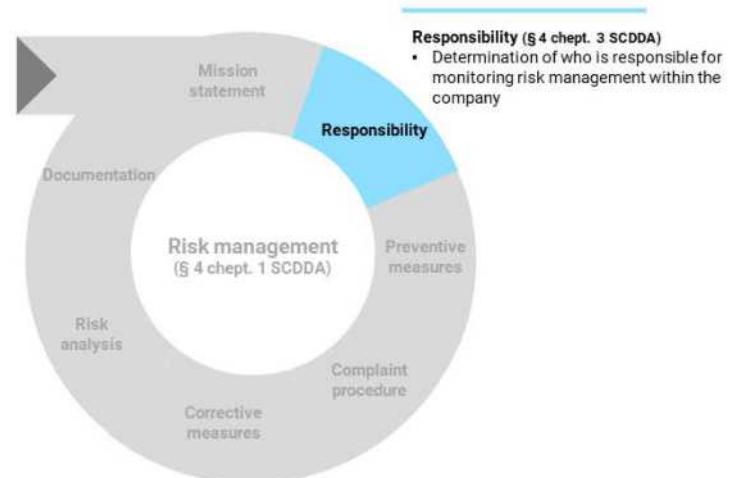 Responsibility (§ 4 chept. 3 SCDDA)
• Determination of who is responsible for
monitoring risk management within the
company
Mission
statement
Responsibility
Documentation
Risk management
(§ 4 chept. 1 SCDDA)
Preventive
measures
Risk
analysis
Complaint
procedure
Corrective
measures